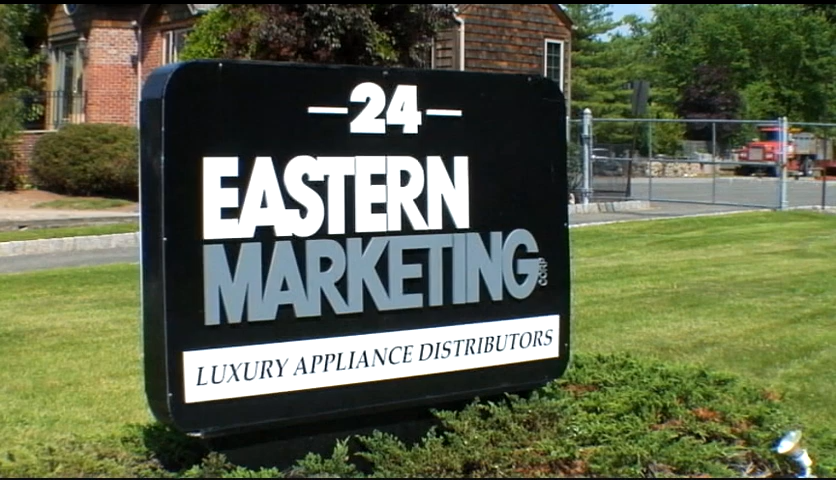 -24-
EASTERN
MARKETING CORP
LUXURY APPLIANCE DISTRIBUTORS